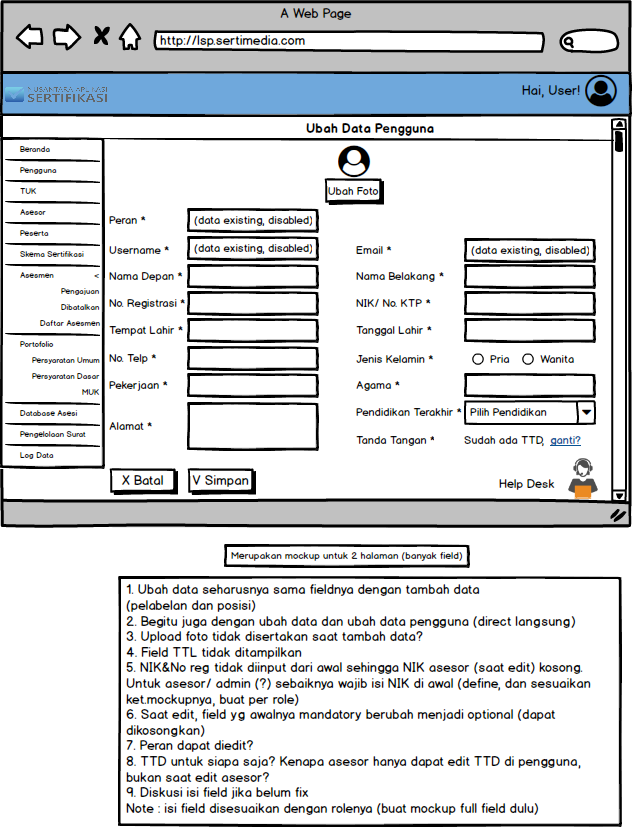 A Web Page
http://lsp.sertimedia.com
NUSANTARA APLIKASI
SERTIFIKASI
Hai, User!
Ubah Data Pengguna
Beranda
Pengguna
TUK
Asesor
Peserta
Skema Sertifikasi
Asesmen <
Pengajuan
Dibatalkan
Daftar Asesmen
Portofolio
Persyaratan Umum
Persyaratan Dasar
MUK
Database Asesi
Pengelolaan Surat
Log Data
Ubah Foto
Peran * (data existing, disabled)
Username * (data existing, disabled) Email * (data existing, disabled)
Nama Depan * Nama Belakang *
No. Registrasi * NIK/ No. KTP *
Tempat Lahir * Tanggal Lahir *
No. Telp * Jenis Kelamin * Pria Wanita
Pekerjaan * Agama *
Pendidikan Terakhir * Pilih Pendidikan
Alamat *
Tanda Tangan * Sudah ada TTD, ganti?
X Batal V Simpan
Help Desk
Merupakan mockup untuk 2 halaman (banyak field)
1. Ubah data seharusnya sama fieldnya dengan tambah data
(pelabelan dan posisi)
2. Begitu juga dengan ubah data dan ubah data pengguna (direct langsung)
3. Upload foto tidak disertakan saat tambah data?
4. Field TTL tidak ditampilkan
5. NIK&No reg tidak diinput dari awal sehingga NIK asesor (saat edit) kosong.
Untuk asesor/ admin (?) sebaiknya wajib isi NIK di awal (define, dan sesuaikan
ket.mockupnya, buat per role)
6. Saat edit, field yg awalnya mandatory berubah menjadi optional (dapat
dikosongkan)
7. Peran dapat diedit?
8. TTD untuk siapa saja? Kenapa asesor hanya dapat edit TTD di pengguna,
bukan saat edit asesor?
9. Diskusi isi field jika belum fix
Note : isi field disesuaikan dengan rolenya (buat mockup full field dulu)